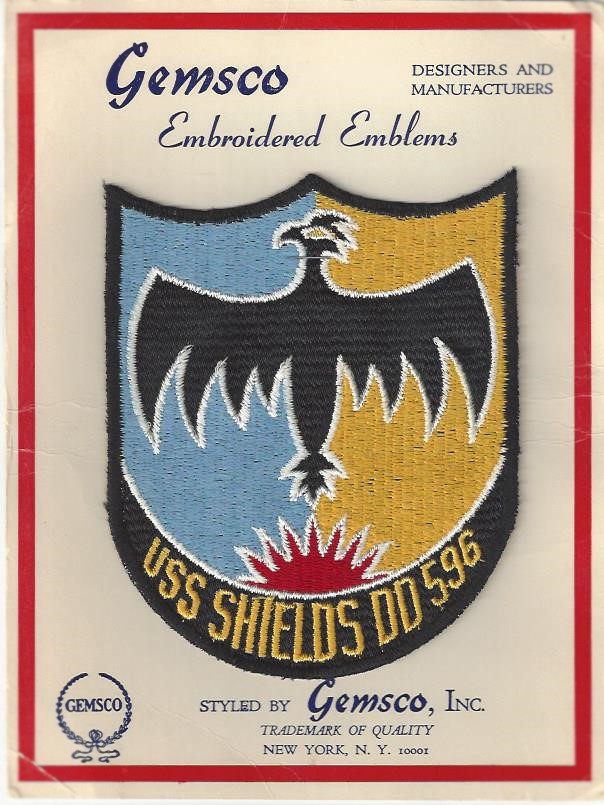 Gemsco
DESIGNERS AND
MANUFACTURERS
Embroidered Emblems
USS SHIELDS DD 596
GEMSCO
STYLED BY Gemsco, INC.
TRADEMARK OF QUALITY
NEW YORK, N. Y. 10001